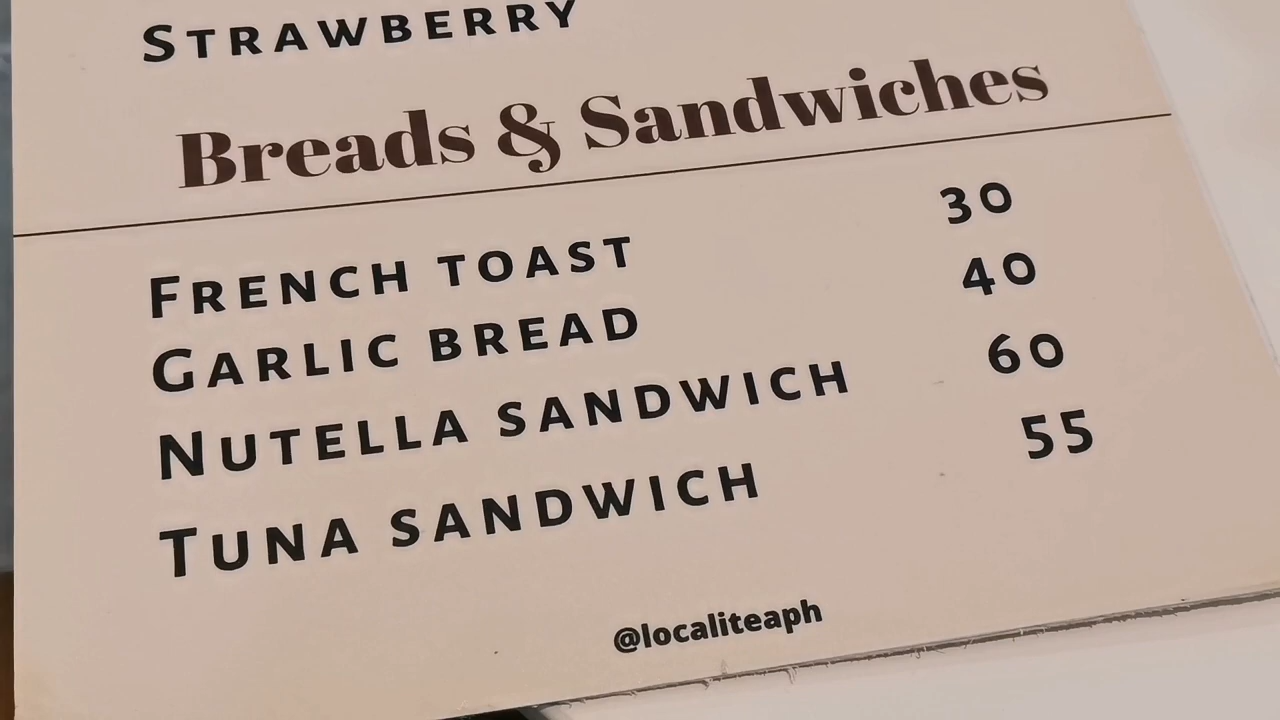 STRAWBERRY
Breads & Sandwiches
FRENCH TOAST 30
GARLIC BREAD 40
NUTELLA SANDWICH 60
TUNA SANDWICH 55
@localiteaph